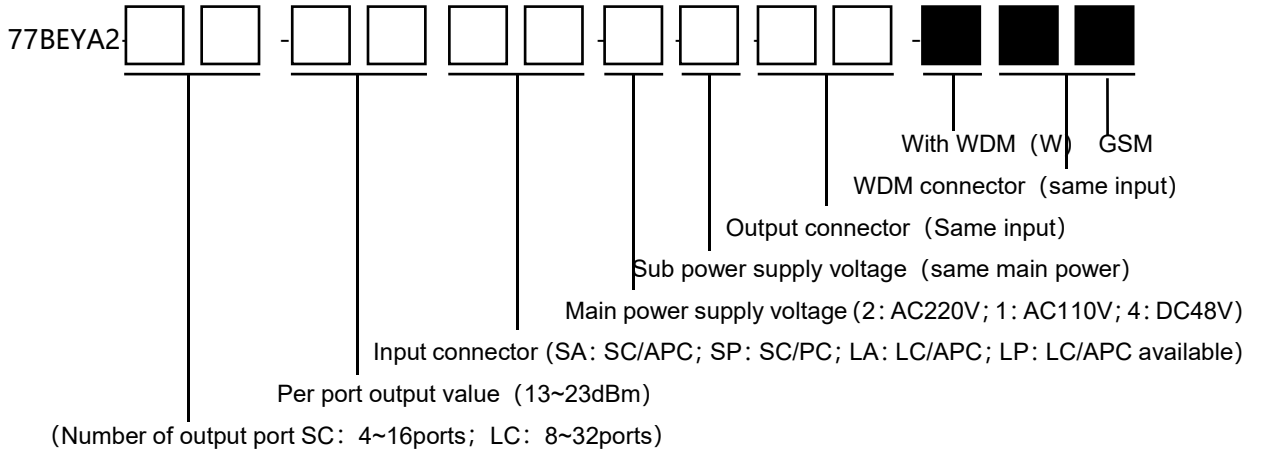 77BEYA2- - - - - -
With WDM (W) GSM
WDM connector (same input)
Output connector (Same input)
Sub power supply voltage (same main power)
Main power supply voltage (2: AC220V; 1: AC110V; 4: DC48V)
Input connector (SA: SC/APC; SP: SC/PC; LA: LC/APC; LP: LC/APC available)
Per port output value (13~23dBm)
(Number of output port SC: 4~16ports; LC: 8~32ports)